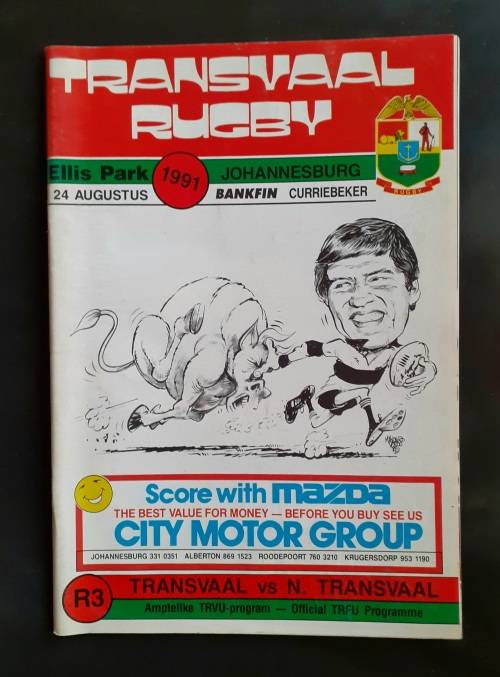 TRANSVAAL
RUGBY
Ellis Park 1991 JOHANNESBURG
24 AUGUSTUS BANKFIN CURRIEBEKER
RUGBY
Score with mazda
THE BEST VALUE FOR MONEY — BEFORE YOU BUY SEE US
CITY MOTOR GROUP
JOHANNESBURG 331 0351 ALBERTON 869 1523 ROODEPOORT 760 3210 KRUGERSDORP 953 1190
R3 TRANSVAAL vs N. TRANSVAAL
Amptelike TRVU-program — Official TRFU Programme